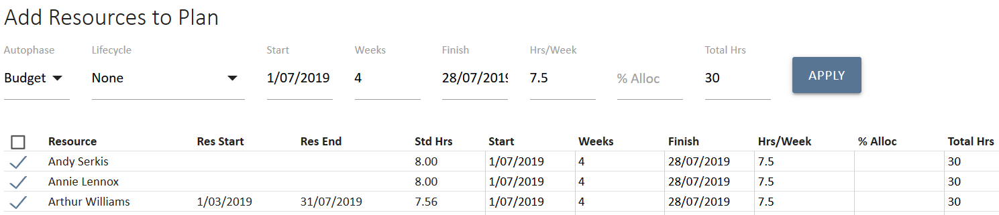 Add Resources to Plan
Autophase Lifecycle Start Weeks Finish Hrs/Week Total Hrs
Budget None 1/07/2019 4 28/07/2019 7.5 % Alloc 30 APPLY
Resource Res Start Res End Std Hrs Start Weeks Finish Hrs/Week % Alloc Total Hrs
Andy Serkis 8.00 1/07/2019 4 28/07/2019 7.5 30
Annie Lennox 8.00 1/07/2019 4 28/07/2019 7.5 30
Arthur Williams 1/03/2019 31/07/2019 7.56 1/07/2019 4 28/07/2019 7.5 30